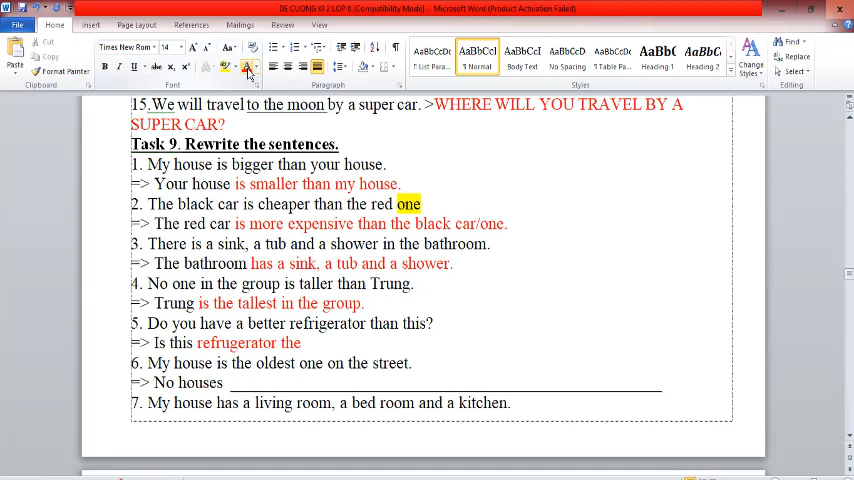 DE CUONG KI 2 LOP 6 [Compatibility Mode] - Microsoft Word (Product Activation Failed)
File Home Insert Page Layout References Mailings Review View
Cut
Copy
Format Painter
Paste
Clipboard
Times New Rom 14
Font
Paragraph
AaBbCcDc AaBbCcI AaBbCcDc AaBbCcDc AaBbCcDc AaBbC AaBbCc
¶ List Para... ¶ Normal Body Text ¶ No Spacing ¶ Table Pa... Heading 1 Heading 2
Styles
Change
Styles
Find
Replace
Select
Editing
15.We will travel to the moon by a super car. >WHERE WILL YOU TRAVEL BY A
SUPER CAR?
Task 9. Rewrite the sentences.
1. My house is bigger than your house.
=> Your house is smaller than my house.
2. The black car is cheaper than the red one
=> The red car is more expensive than the black car/one.
3. There is a sink, a tub and a shower in the bathroom.
=> The bathroom has a sink, a tub and a shower.
4. No one in the group is taller than Trung.
=> Trung is the tallest in the group.
5. Do you have a better refrigerator than this?
=> Is this refrugerator the
6. My house is the oldest one on the street.
=> No houses
7. My house has a living room, a bed room and a kitchen.